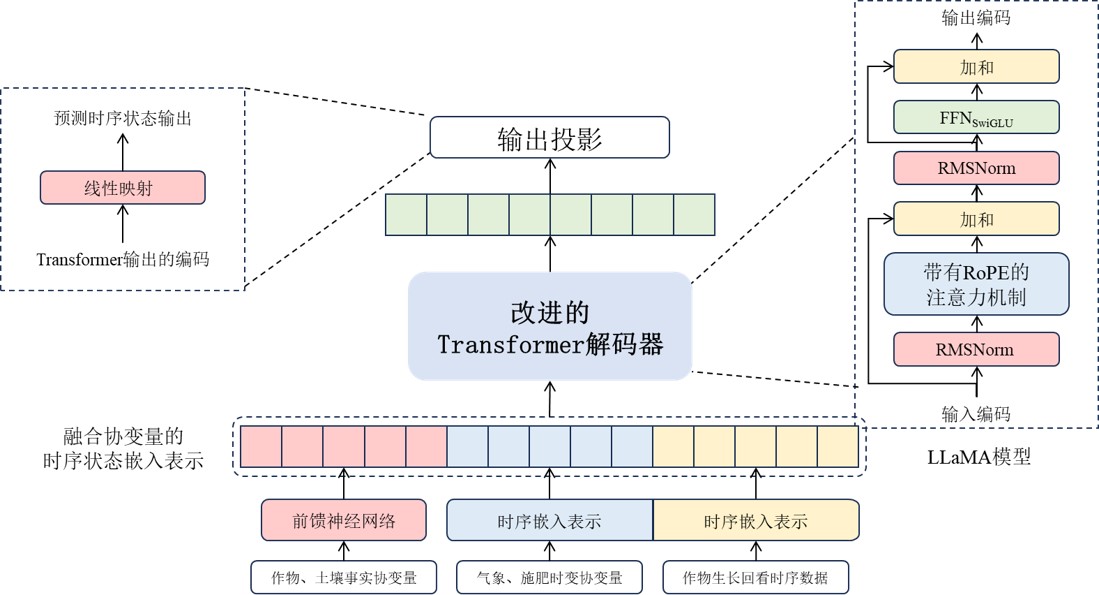 输出编码
加和
FFN_SwiGLU
RMSNorm
加和
带有RoPE的
注意力机制
RMSNorm
输入编码
LLaMA模型
预测时序状态输出
线性映射
Transformer输出的编码
输出投影
改进的
Transformer解码器
融合协变量的
时序状态嵌入表示
前馈神经网络
时序嵌入表示
时序嵌入表示
作物、土壤事实协变量
气象、施肥时变协变量
作物生长回看时序数据